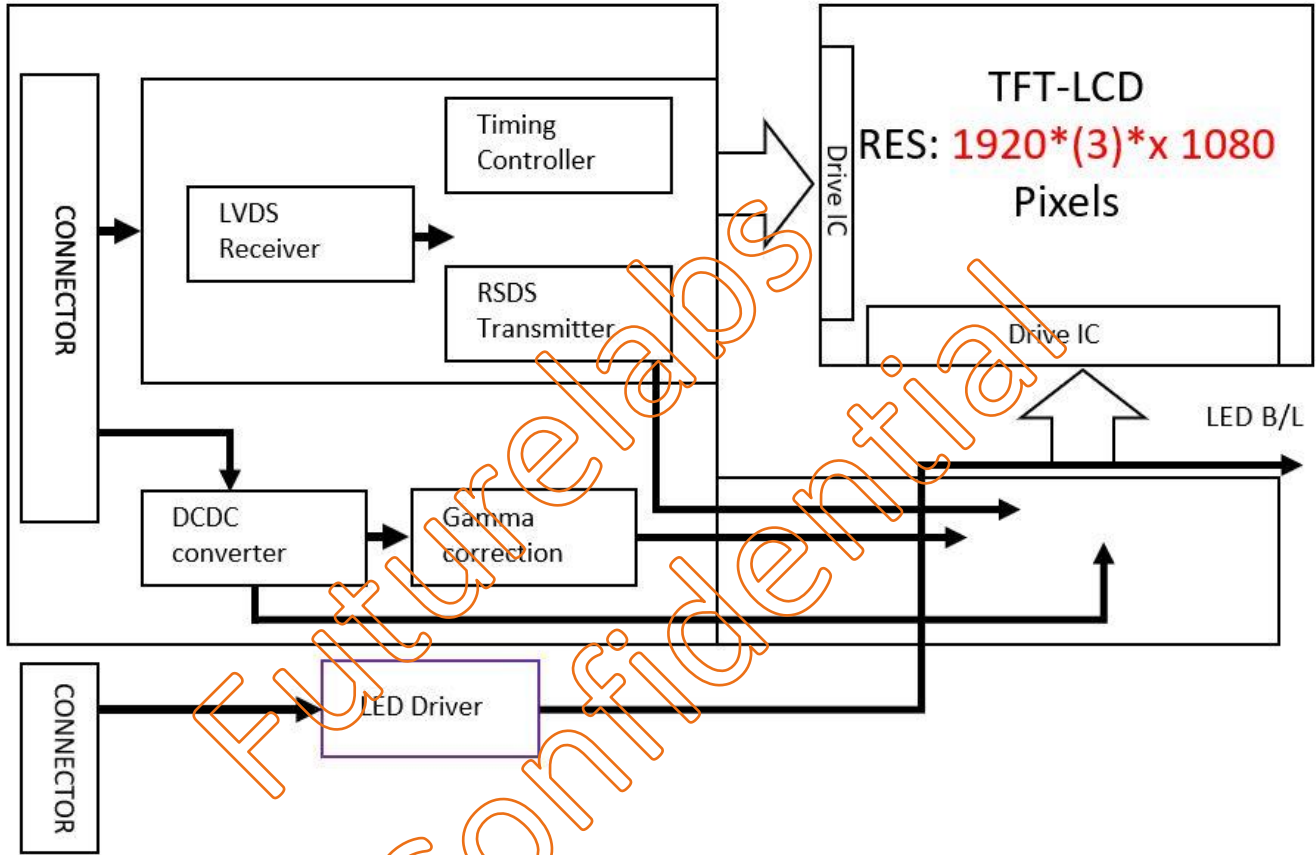 CONNECTOR
LVDS
Receiver
Timing
Controller
RSDS
Transmitter
DCDC
converter
Gamma
correction
Drive IC
TFT-LCD
RES: 1920*(3)*x 1080
Pixels
Drive IC
LED B/L
CONNECTOR
LED Driver
Futurelabs
onfidential